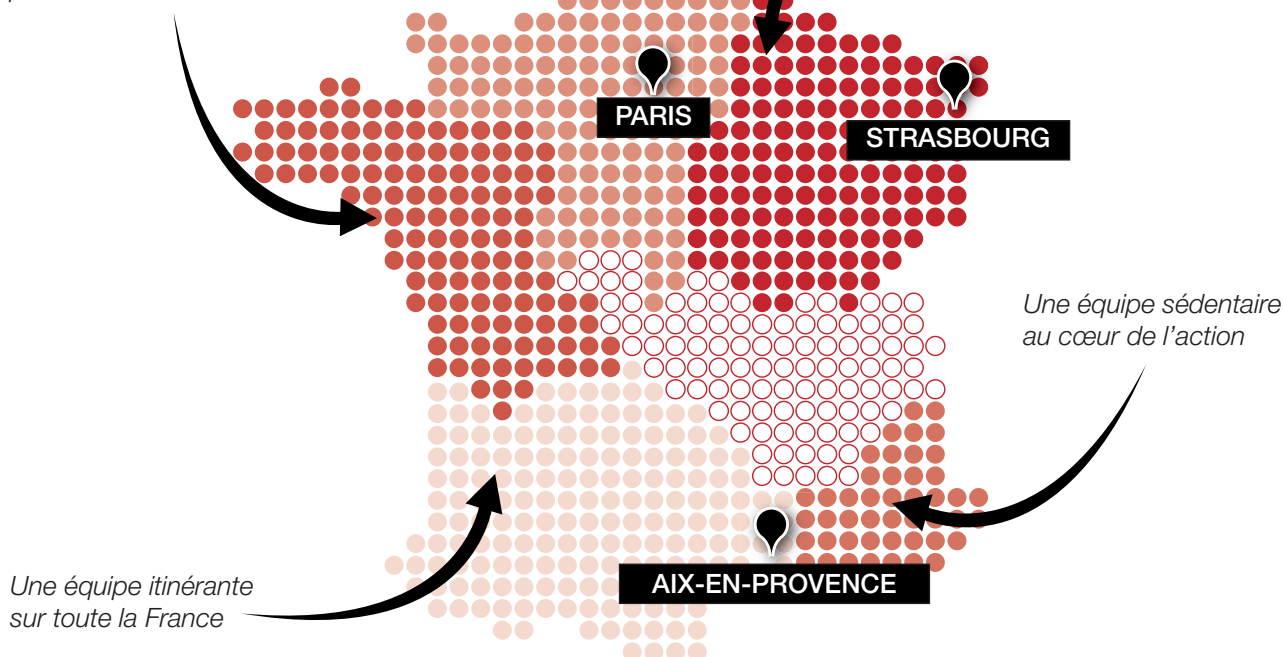 PARIS
STRASBOURG
Une équipe sédentaire
au cœur de l’action
AIX-EN-PROVENCE
Une équipe itinérante
sur toute la France